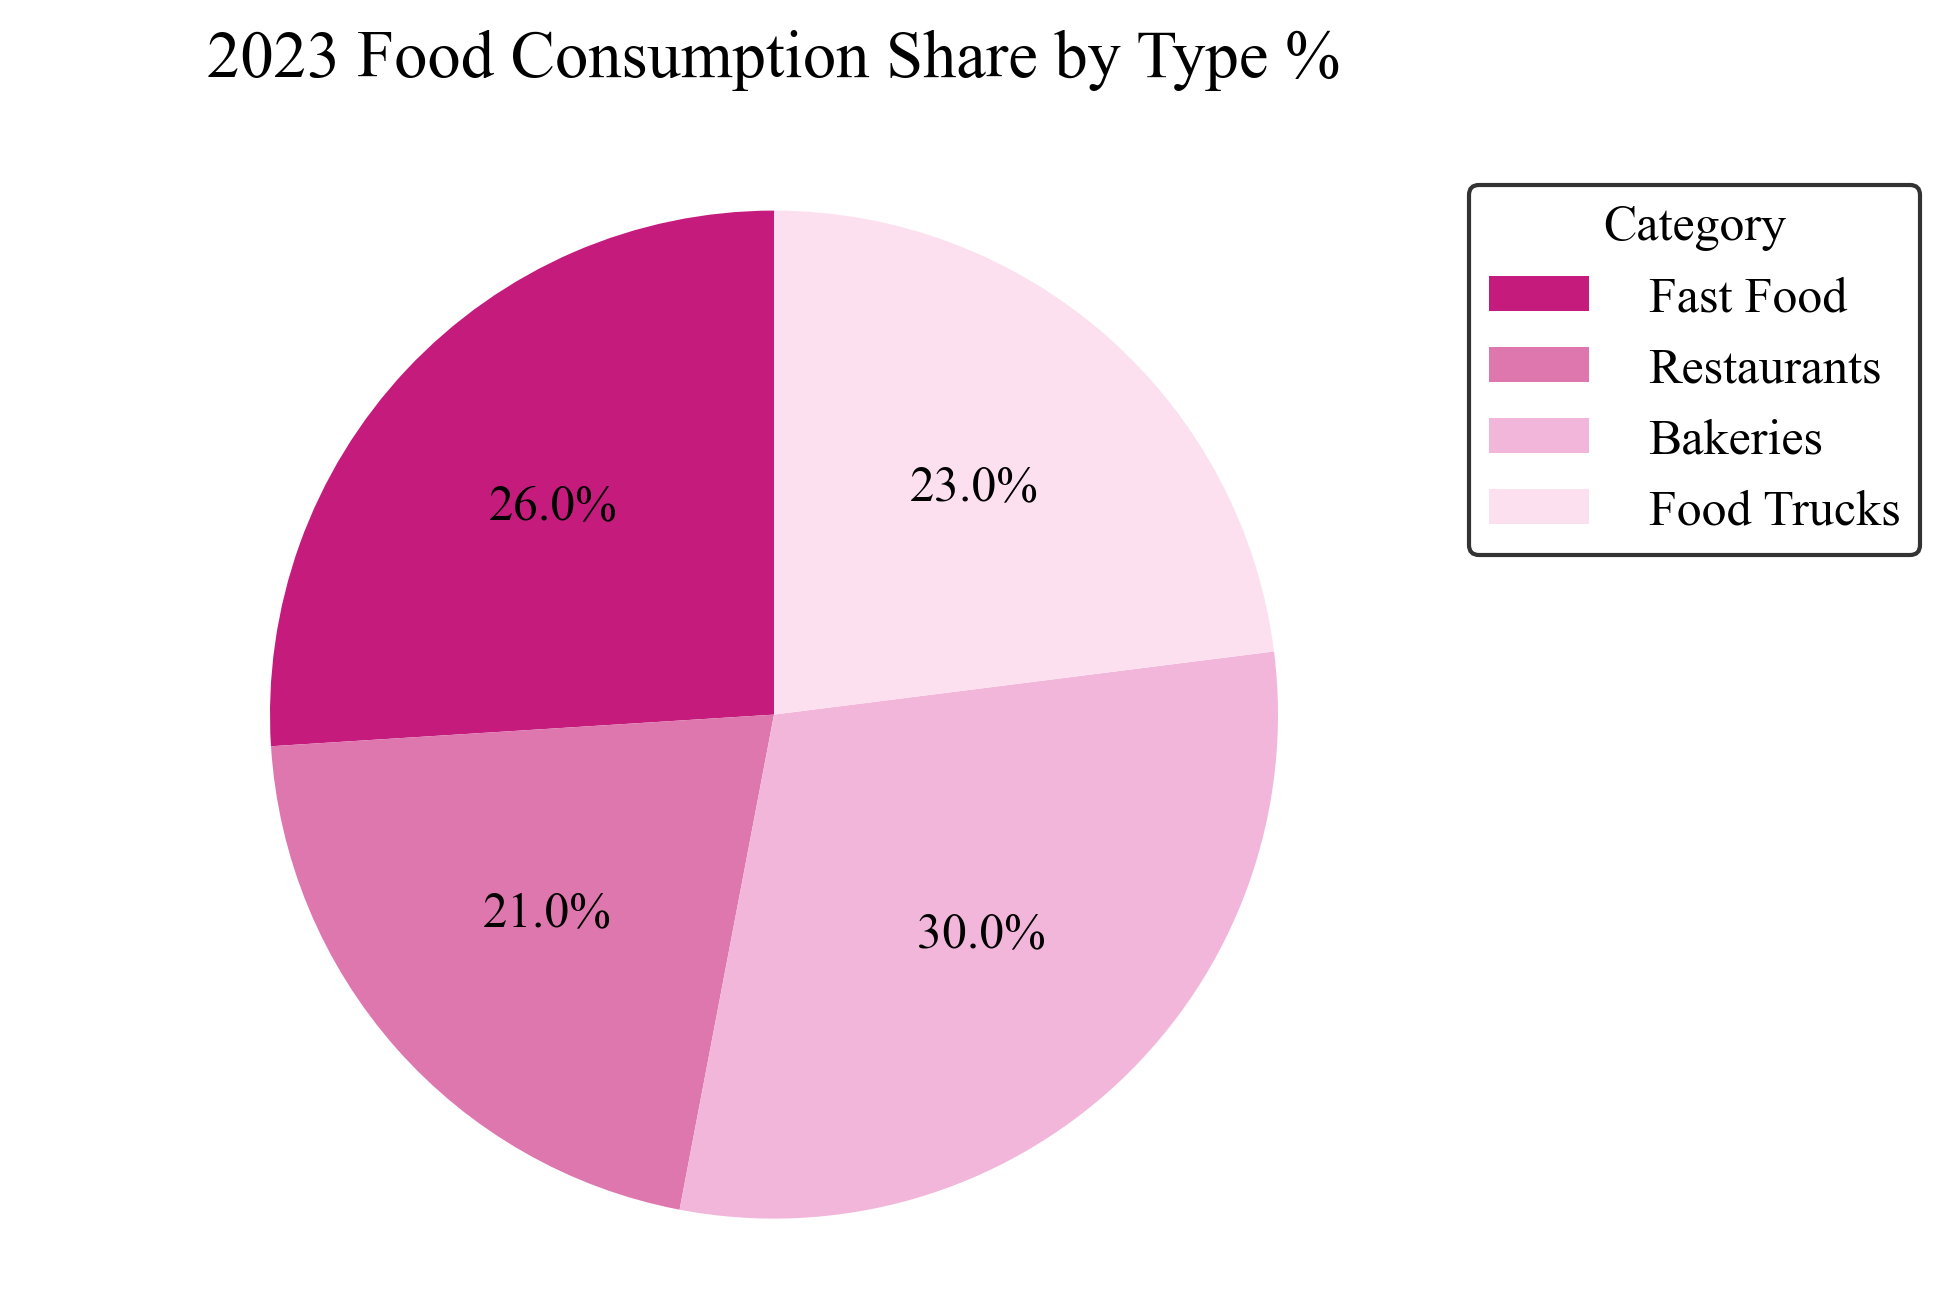 2023 Food Consumption Share by Type %
Category
Fast Food
Restaurants
Bakeries
Food Trucks
26.0%
23.0%
21.0%
30.0%